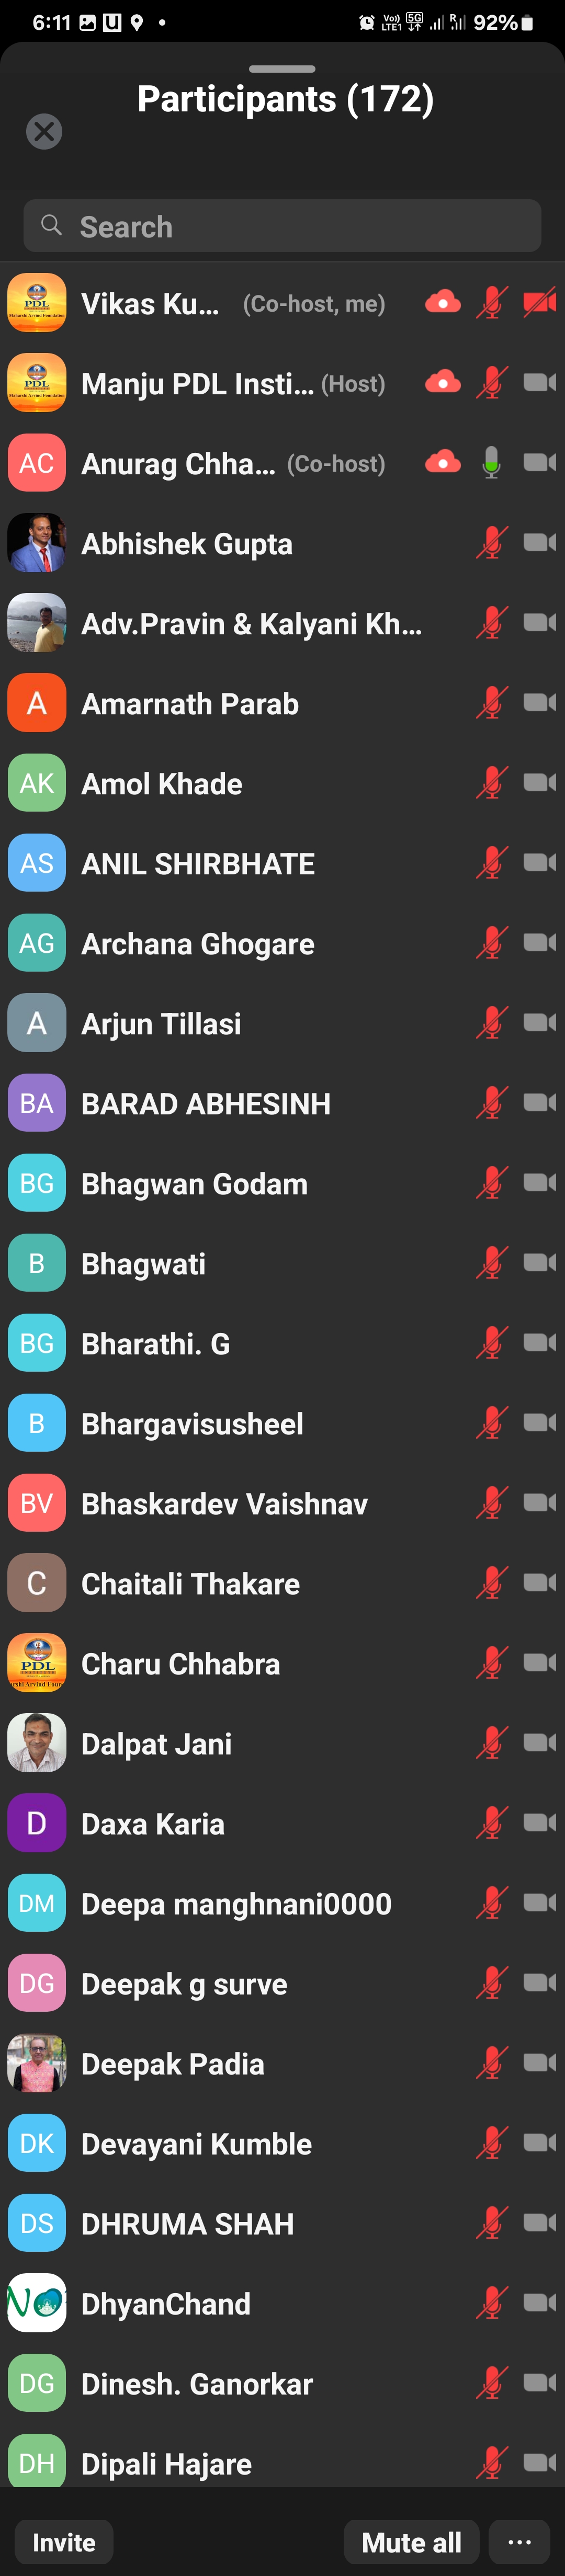 6:11 Vo)) LTE1 5G R 92%
Participants (172)
Search
PDL
Maharshi Arvind Foundation
Vikas Ku... (Co-host, me)
PDL
Maharshi Arvind Foundation
Manju PDL Insti... (Host)
AC Anurag Chha... (Co-host)
Abhishek Gupta
Adv.Pravin & Kalyani Kh...
A Amarnath Parab
AK Amol Khade
AS ANIL SHIRBHATE
AG Archana Ghogare
A Arjun Tillasi
BA BARAD ABHESINH
BG Bhagwan Godam
B Bhagwati
BG Bharathi. G
B Bhargavisusheel
BV Bhaskardev Vaishnav
C Chaitali Thakare
PDL
Charu Chhabra
Dalpat Jani
D Daxa Karia
DM Deepa manghnani0000
DG Deepak g surve
Deepak Padia
DK Devayani Kumble
DS DHRUMA SHAH
DhyanChand
DG Dinesh. Ganorkar
DH Dipali Hajare
Invite Mute all ...